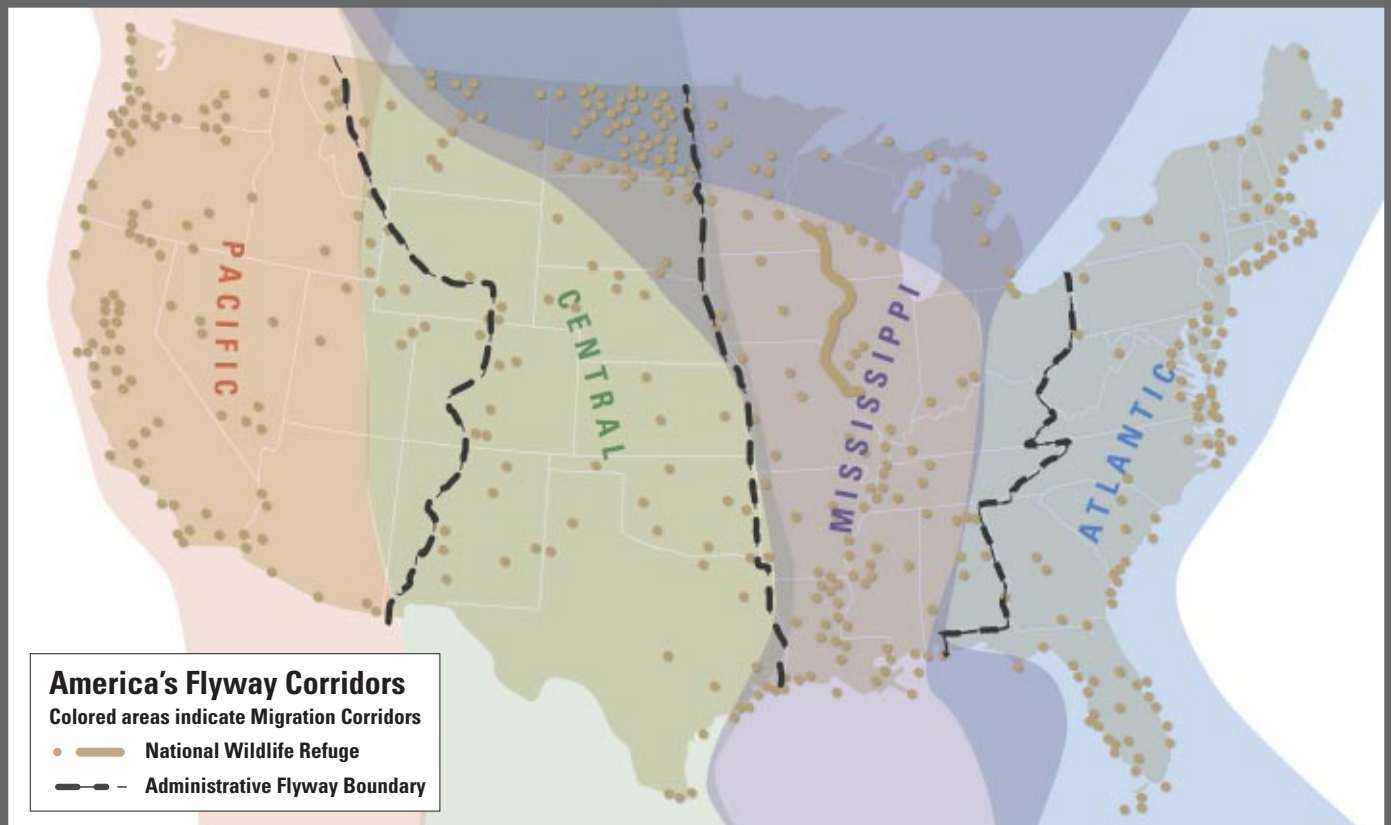 PACIFIC
CENTRAL
MISSISSIPPI
ATLANTIC
America's Flyway Corridors
Colored areas indicate Migration Corridors
National Wildlife Refuge
Administrative Flyway Boundary